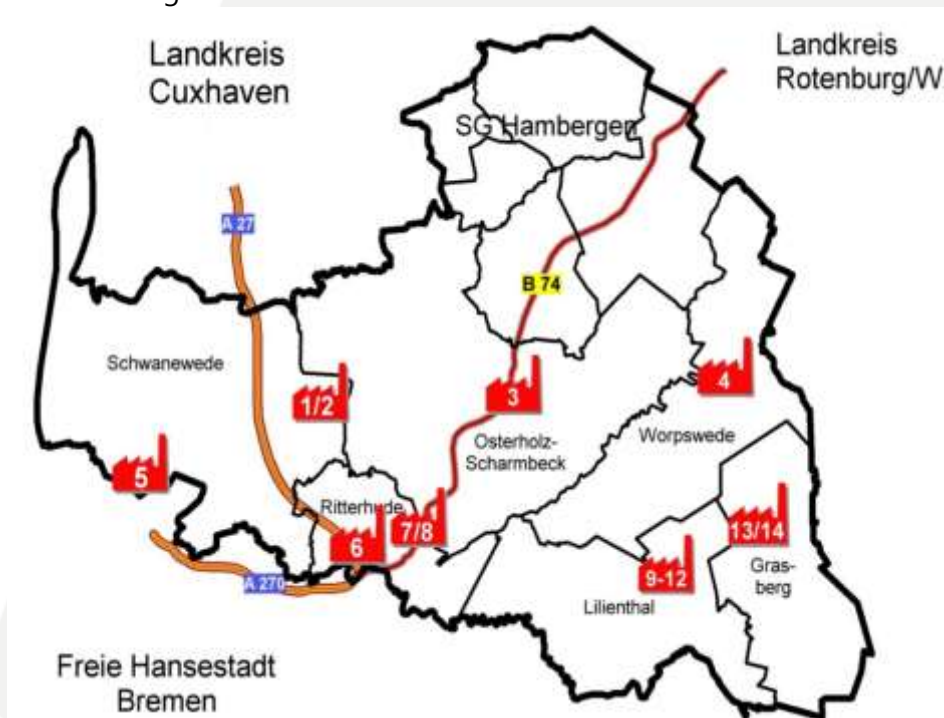 Landkreis
Cuxhaven
Landkreis
Rotenburg/W
SG Hambergen
A 27
B 74
Schwanewede
1/2
3
4
Osterholz-
Scharmbeck
Worpswede
5
Ritterhude
6
7/8
13/14
9-12
Gras-
berg
A 270
Lilienthal
Freie Hansestadt
Bremen